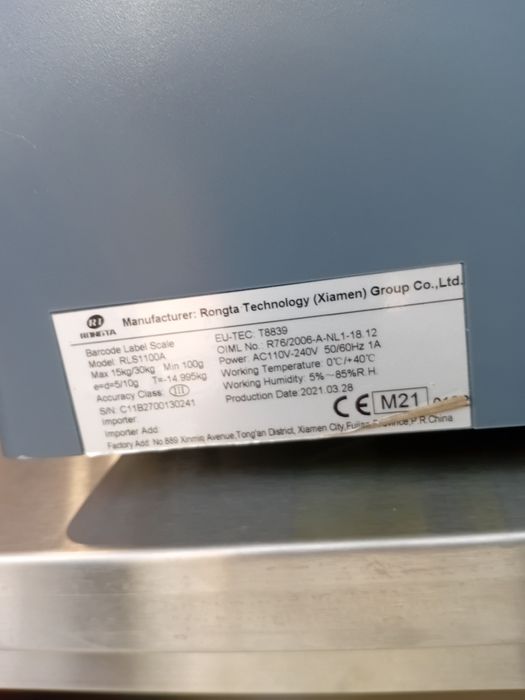 RT
RONGTA
Manufacturer: Rongta Technology (Xiamen) Group Co.,Ltd.
Barcode Label Scale
Model: RLS1100A
Max 15kg/30kg Min 100g
e=d=5/10g T=-14.995kg
Accuracy Class: III
S/N: C11B2700130241
Importer:
Importer Add:
EU-TEC: T8839
OIML No.: R76/2006-A-NL1-18.12
Power: AC110V-240V 50/60Hz 1A
Working Temperature: 0℃/+40℃
Working Humidity: 5%~85%R.H.
Production Date:2021.03.28
CE M21
Factory Add: No.889 Xinmin Avenue,Tong'an District, Xiamen City, P.R.China